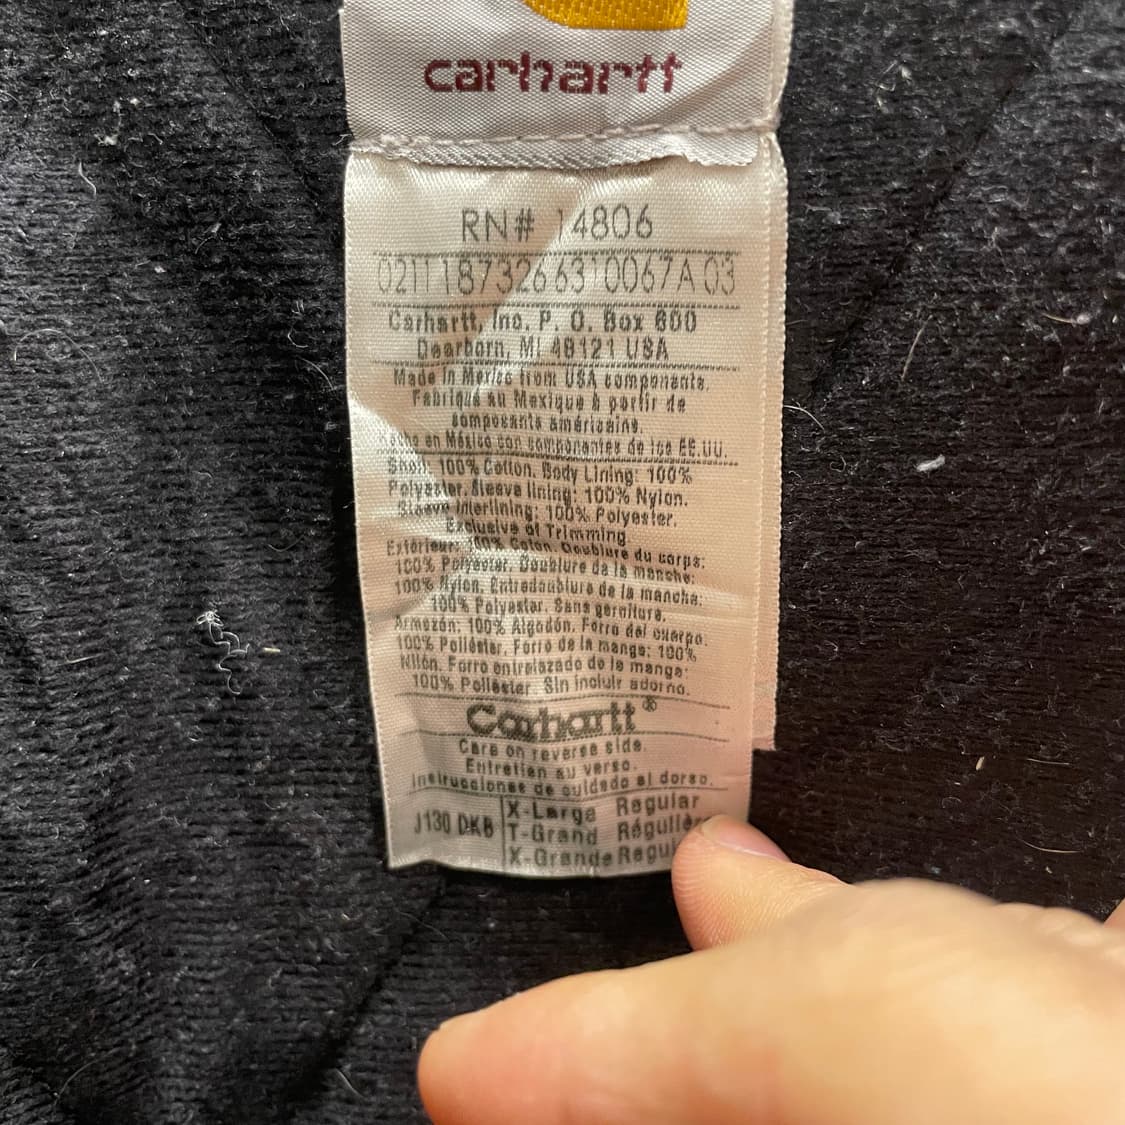 carhartt
RN# 14806
0211 18732663 0067A 03
Carhartt, Inc. P. O. Box 600
Dearborn, MI 48121 USA
Made in Mexico from USA components.
Fabriqué au Mexique à partir de
composants américains.
Hecho en México con componentes de los EE.UU.
Shell: 100% Cotton. Body Lining: 100%
Polyester. Sleeve lining: 100% Nylon.
Sleeve Interlining: 100% Polyester.
Exclusive of Trimming.
Extérieur: 100% Coton. Doublure du corps:
100% Polyester. Doublure de la manche:
100% Nylon. Entredoublure de la manche:
100% Polyester. Sans garniture.
Armezón: 100% Algodón. Forro del cuerpo:
100% Poliéster. Forro de la manga: 100%
Nilón. Forro entrelazado de la manga:
100% Poliéster. Sin incluir adorno.
Carhartt®
Care on reverse side.
Entretien au verso.
Instrucciones de cuidado al dorso.
J130 DKB
X-Large Regular
T-Grand Régulier
X-Grande Regu